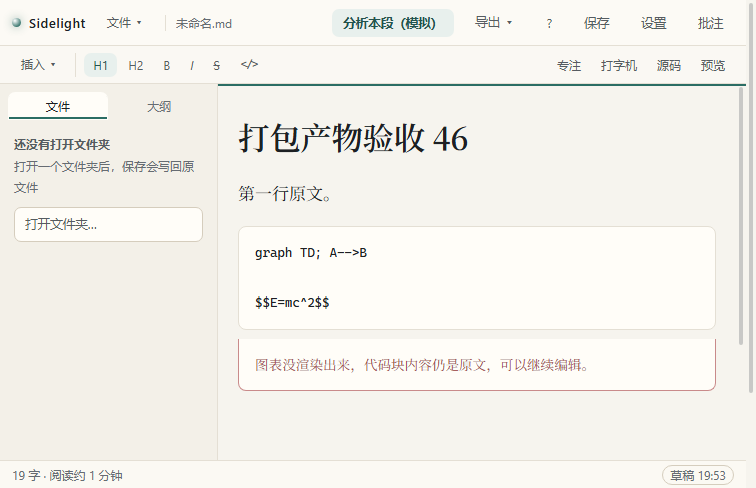 Sidelight 文件 未命名.md 分析本段（模拟） 导出 ? 保存 设置 批注
插入 H1 H2 B I S </> 专注 打字机 源码 预览
文件 大纲
还没有打开文件夹
打开一个文件夹后，保存会写回原
文件
打开文件夹...
打包产物验收 46
第一行原文。
graph TD; A-->B
$$E=mc^2$$
图表没渲染出来，代码块内容仍是原文，可以继续编辑。
19 字 · 阅读约 1 分钟 草稿 19:53